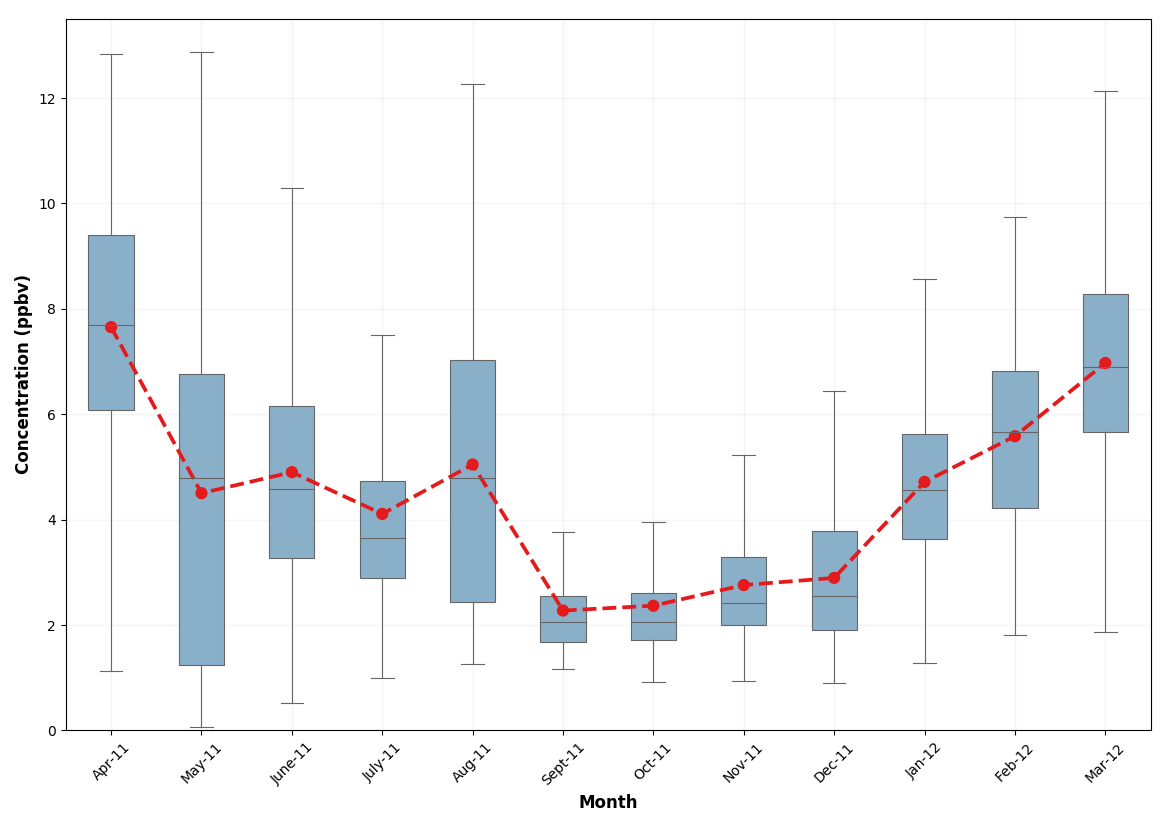 Concentration (ppbv)
12
10
8
6
4
2
0
Apr-11
May-11
June-11
July-11
Aug-11
Sept-11
Oct-11
Nov-11
Dec-11
Jan-12
Feb-12
Mar-12
Month